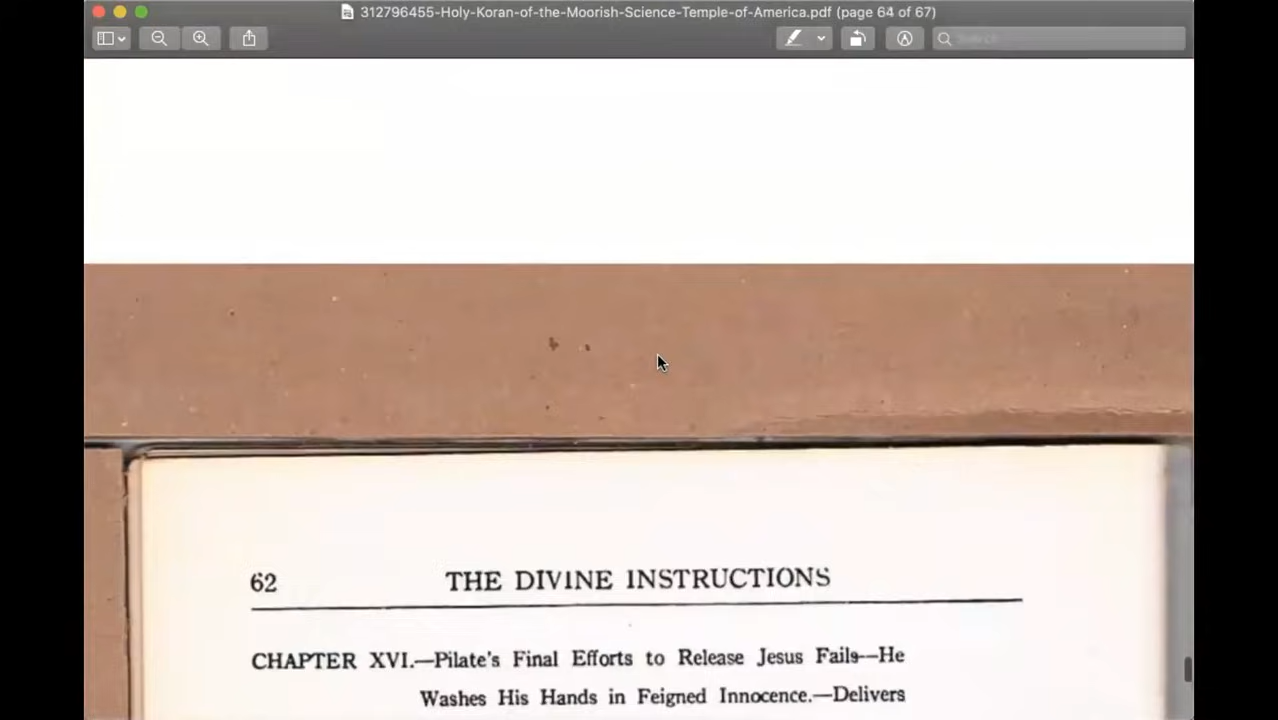 312796455-Holy-Koran-of-the-Moorish-Science-Temple-of-America.pdf (page 64 of 67)
Search
62 THE DIVINE INSTRUCTIONS
CHAPTER XVI.—Pilate's Final Efforts to Release Jesus Fails—He
Washes His Hands in Feigned Innocence.—Delivers